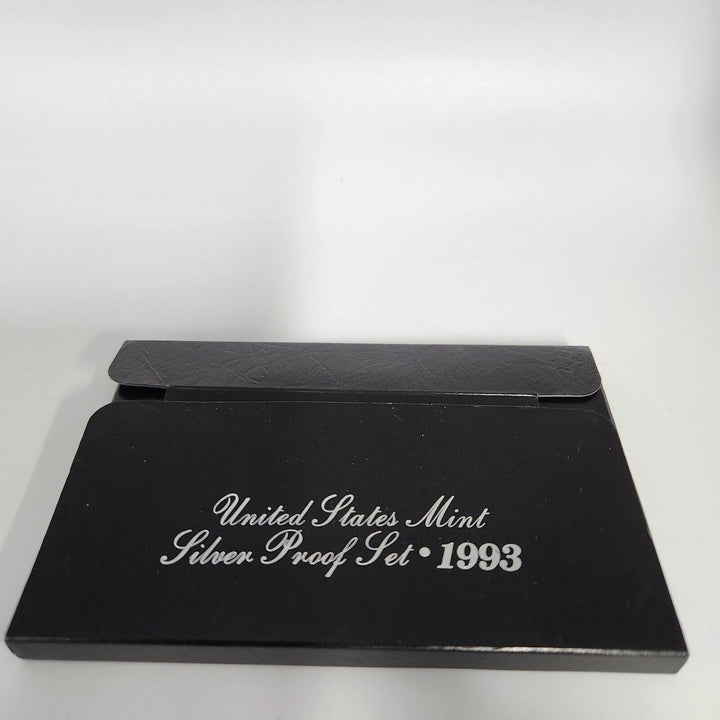 United States Mint
Silver Proof Set • 1993